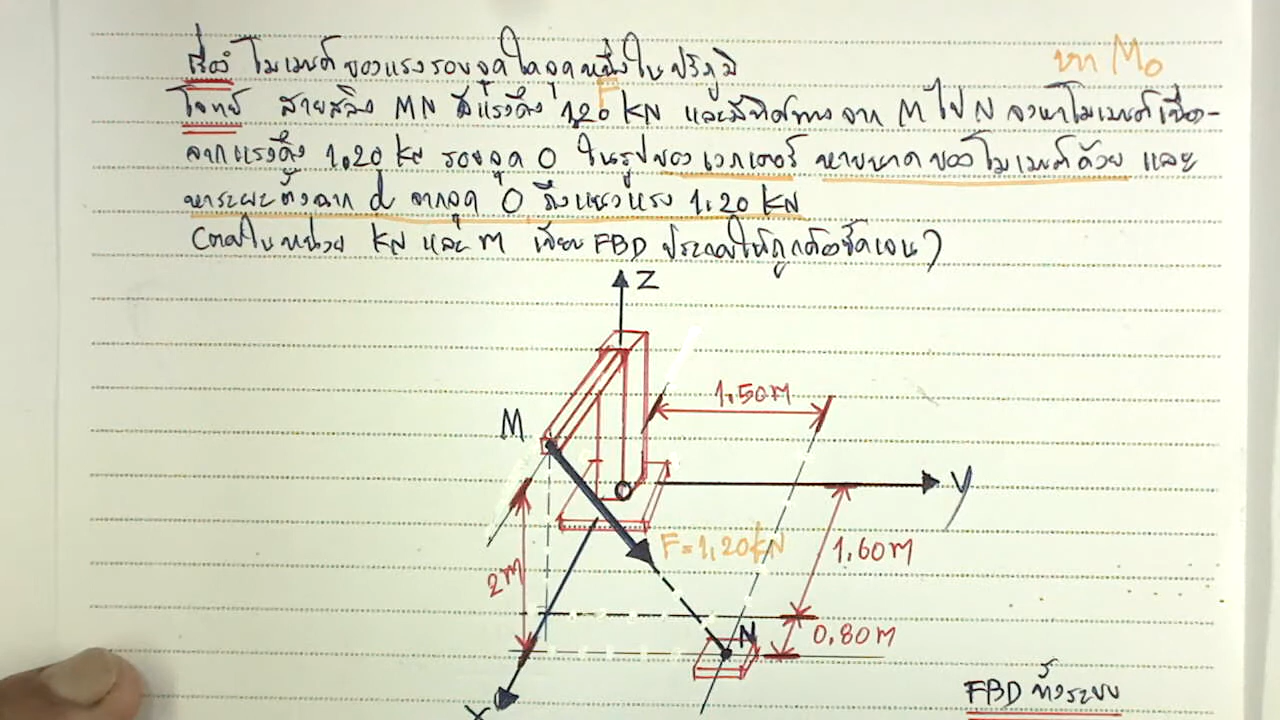 เรื่อง โมเมนต์ของแรงรอบจุดใดจุดหนึ่งในปริภูมิ
หา Mo
F
โจทย์ สายสลิง MN มีแรงดึง 1.20 KN และมีทิศทางจาก M ไป N จงหาโมเมนต์เนื่อง-
จากแรงดึง 1.20 KN รอบจุด O ในรูปของเวกเตอร์ หาขนาดของโมเมนต์ด้วย และ
หาระยะตั้งฉาก d จากจุด O ถึงแนวแรง 1.20 KN
(ตอบในหน่วย KN และ m เขียน FBD ประกอบให้ถูกต้องชัดเจน)
Z
1.50m
M
O
y
F=1.20KN
1.60m
2m
N
0.80m
X
FBD ทั้งระบบ